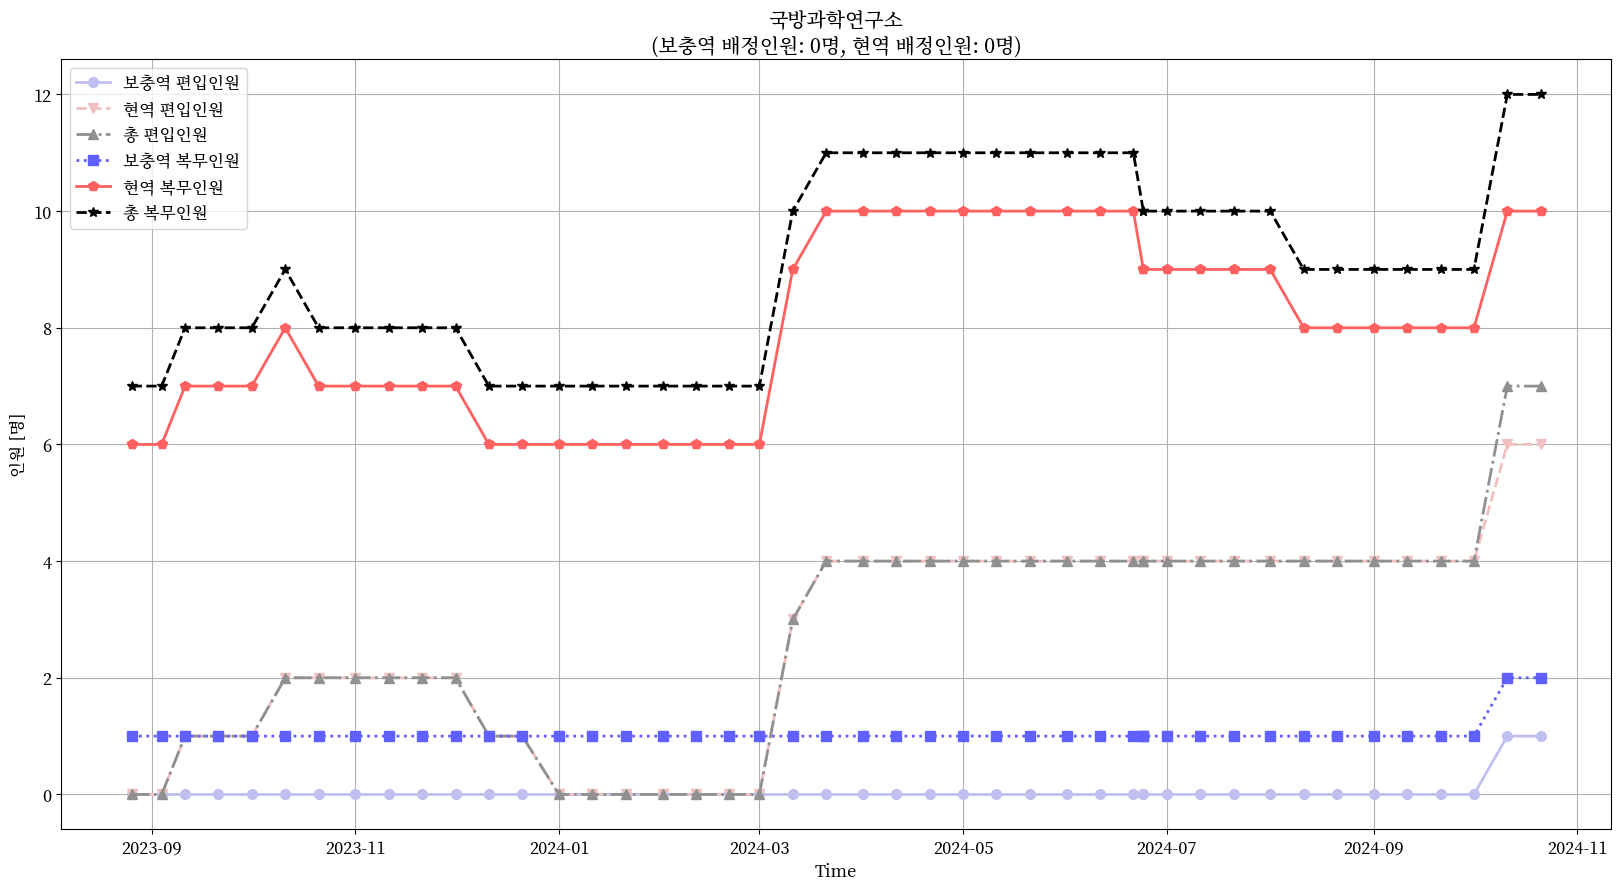 국방과학연구소
(보충역 배정인원: 0명, 현역 배정인원: 0명)
보충역 편입인원
현역 편입인원
총 편입인원
보충역 복무인원
현역 복무인원
총 복무인원
인원 [명]
12
10
8
6
4
2
0
2023-09
2023-11
2024-01
2024-03
2024-05
2024-07
2024-09
2024-11
Time